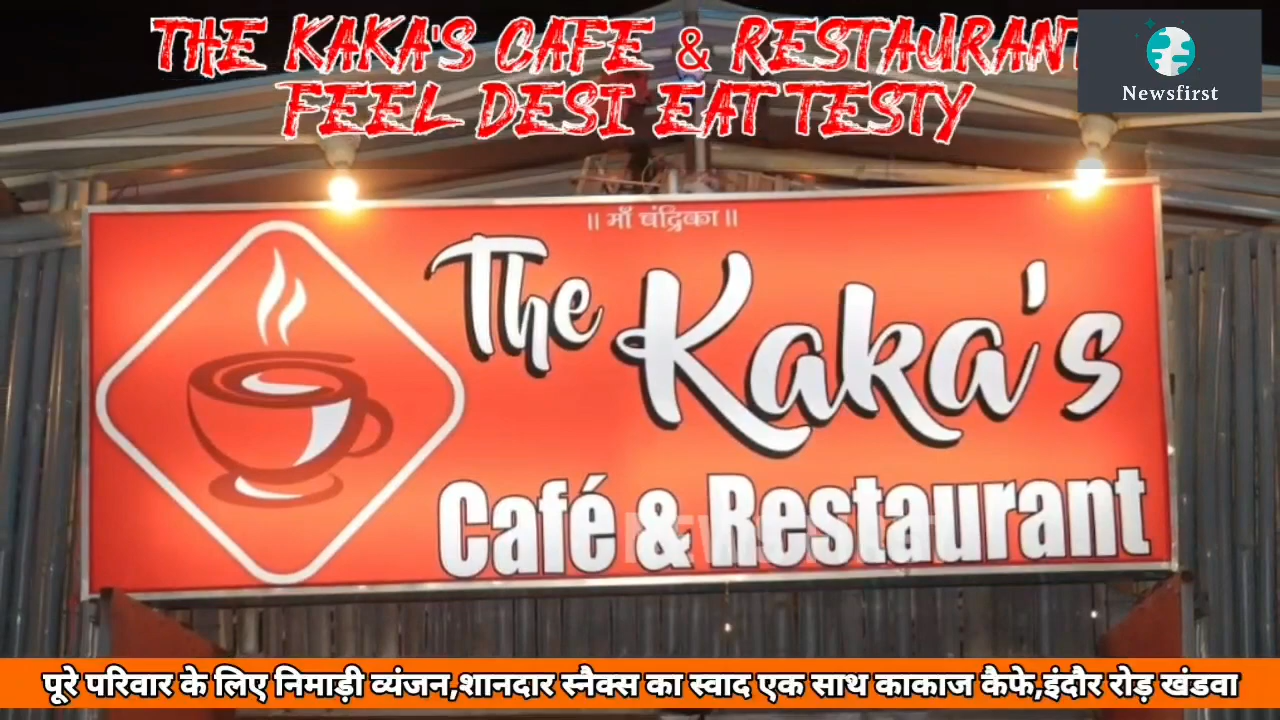 THE KAKA'S CAFE & RESTAURANT
FEEL DESI EAT TESTY
Newsfirst
॥ माँ चंद्रिका ॥
The Kaka's
Café & Restaurant
पूरे परिवार के लिए निमाड़ी व्यंजन,शानदार स्नैक्स का स्वाद एक साथ काकाज कैफे,इंदौर रोड़ खंडवा